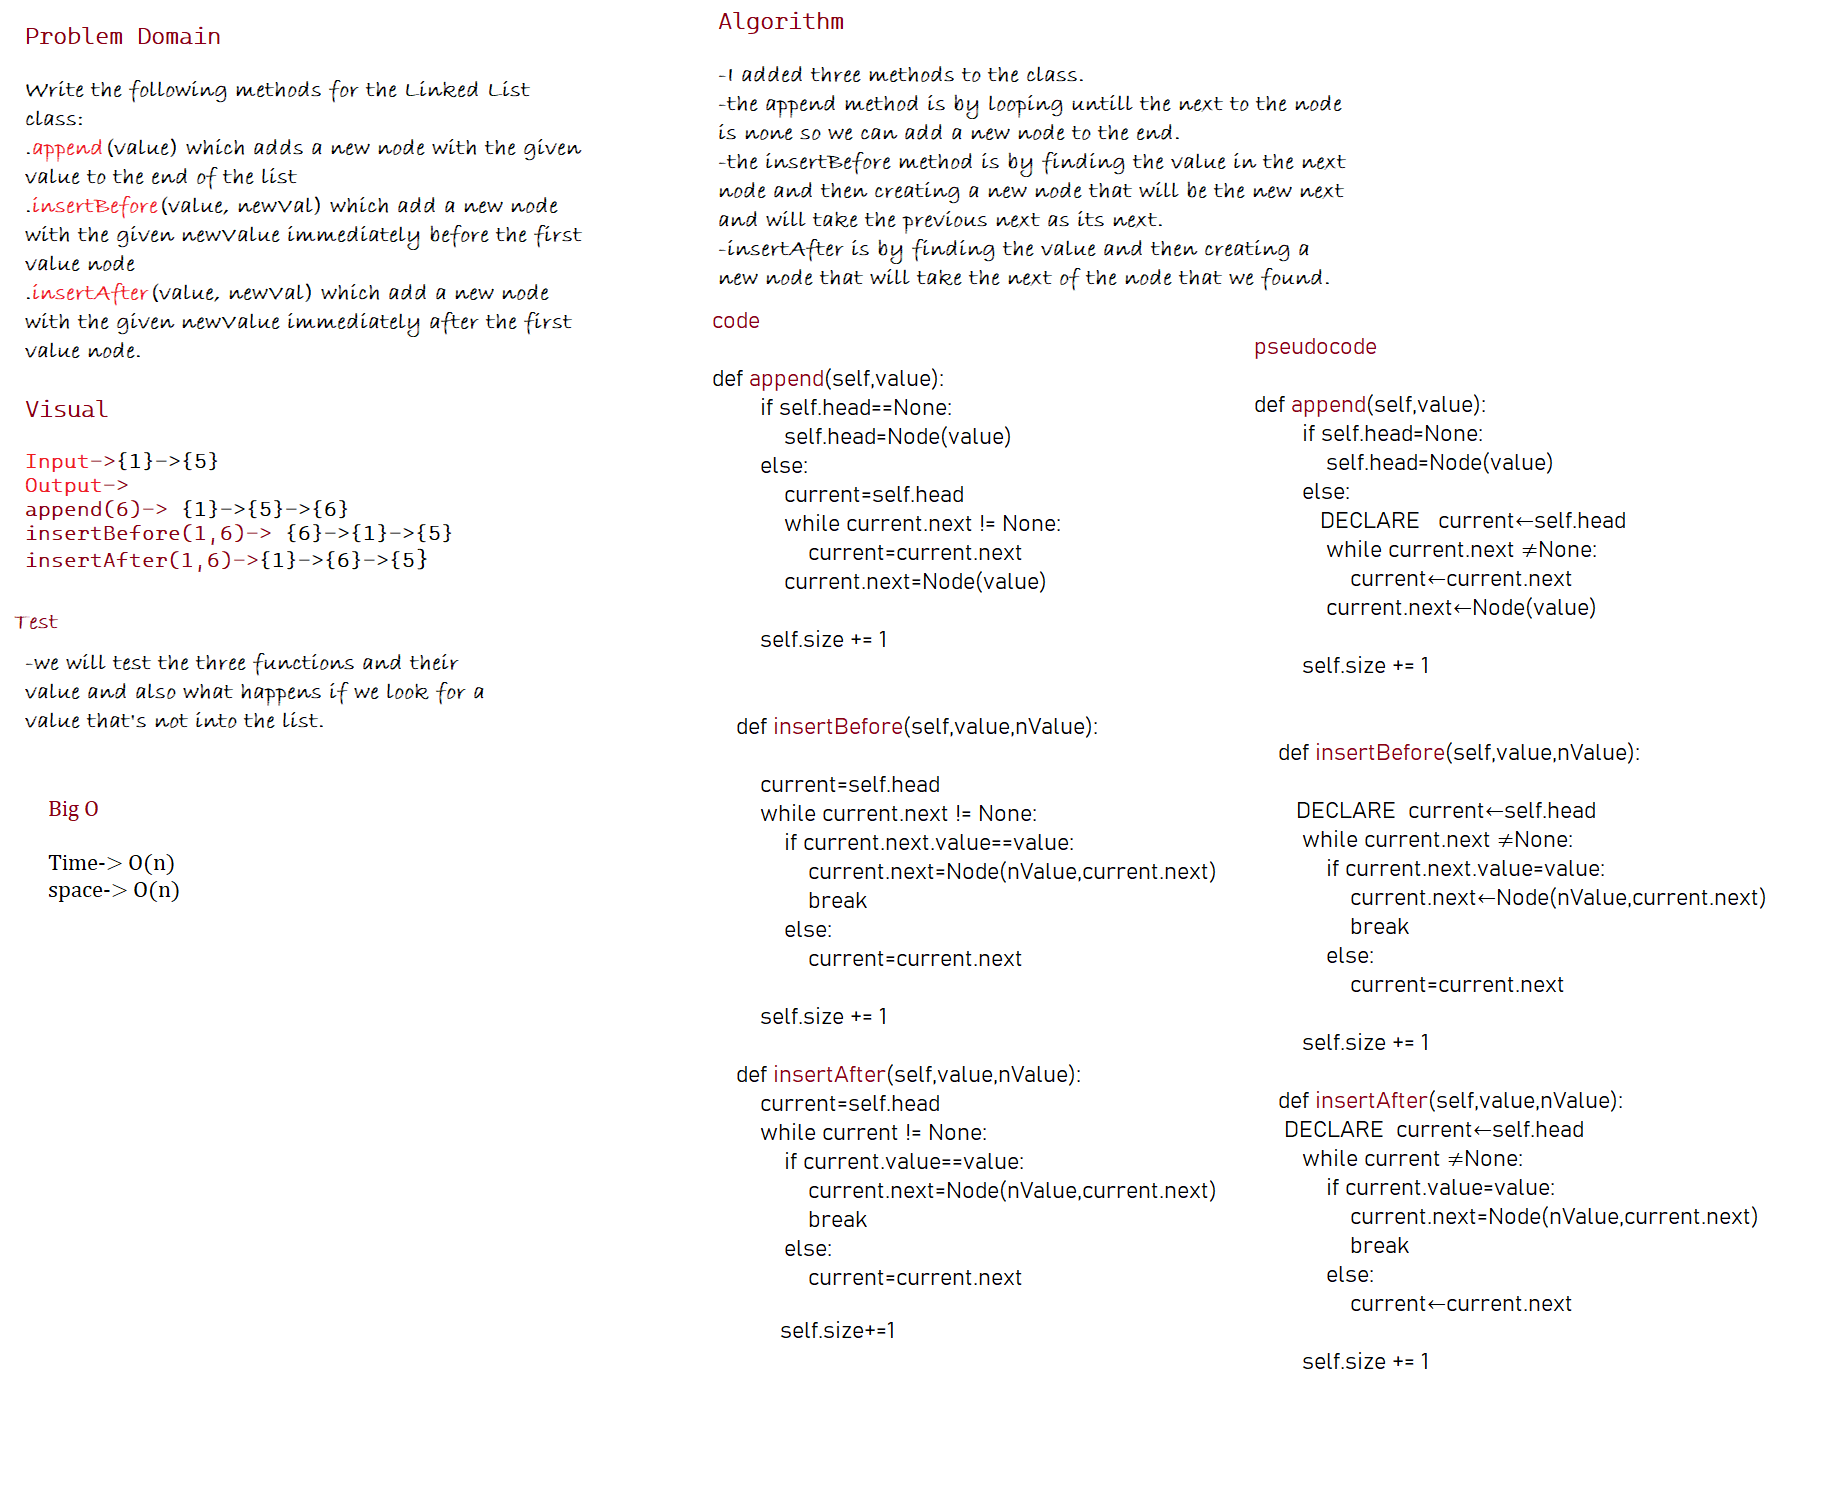 Problem Domain
Write the following methods for the Linked List
class:
.append(value) which adds a new node with the given
value to the end of the list
.insertBefore(value, newVal) which add a new node
with the given newValue immediately before the first
value node
.insertAfter(value, newVal) which add a new node
with the given newValue immediately after the first
value node.
Visual
Input->{1}->{5}
Output->
append(6)-> {1}->{5}->{6}
insertBefore(1,6)-> {6}->{1}->{5}
insertAfter(1,6)->{1}->{6}->{5}
Test
-we will test the three functions and their
value and also what happens if we look for a
value that's not into the list.
Big O
Time-> O(n)
space-> O(n)
Algorithm
-I added three methods to the class.
-the append method is by looping untill the next to the node
is none so we can add a new node to the end.
-the insertBefore method is by finding the value in the next
node and then creating a new node that will be the new next
and will take the previous next as its next.
-insertAfter is by finding the value and then creating a
new node that will take the next of the node that we found.
code
def append(self,value):
if self.head==None:
self.head=Node(value)
else:
current=self.head
while current.next != None:
current=current.next
current.next=Node(value)
self.size += 1
def insertBefore(self,value,nValue):
current=self.head
while current.next != None:
if current.next.value==value:
current.next=Node(nValue,current.next)
break
else:
current=current.next
self.size += 1
def insertAfter(self,value,nValue):
current=self.head
while current != None:
if current.value==value:
current.next=Node(nValue,current.next)
break
else:
current=current.next
self.size+=1
pseudocode
def append(self,value):
if self.head=None:
self.head=Node(value)
else:
DECLARE current←self.head
while current.next ≠None:
current←current.next
current.next←Node(value)
self.size += 1
def insertBefore(self,value,nValue):
DECLARE current←self.head
while current.next ≠None:
if current.next.value=value:
current.next←Node(nValue,current.next)
break
else:
current=current.next
self.size += 1
def insertAfter(self,value,nValue):
DECLARE current←self.head
while current ≠None:
if current.value=value:
current.next=Node(nValue,current.next)
break
else:
current←current.next
self.size += 1